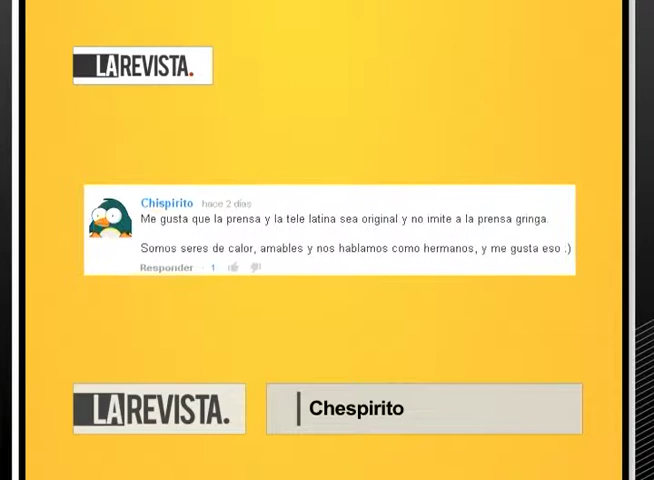 LAREVISTA.
Chispirito hace 2 días
Me gusta que la prensa y la tele latina sea original y no imite a la prensa gringa.
Somos seres de calor, amables y nos hablamos como hermanos, y me gusta eso :)
Responder · 1
LAREVISTA.
Chespirito